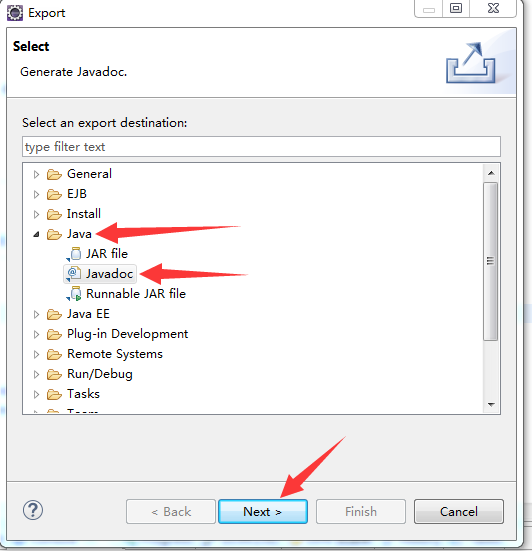 Export
Select
Generate Javadoc.
Select an export destination:
type filter text
General
EJB
Install
Java
JAR file
Javadoc
Runnable JAR file
Java EE
Plug-in Development
Remote Systems
Run/Debug
Tasks
Team
< Back
Next >
Finish
Cancel